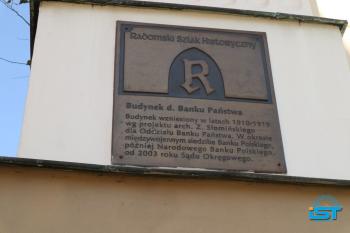 Radomski Szlak Historyczny
R
Budynek d. Banku Państwa
Budynek wzniesiony w latach 1910-1915
wg projektu arch. Z. Słomińskiego
dla Oddziału Banku Państwa. W okresie
międzywojennym siedziba Banku Polskiego,
później Narodowego Banku Polskiego,
od 2003 roku Sądu Okręgowego.
iST